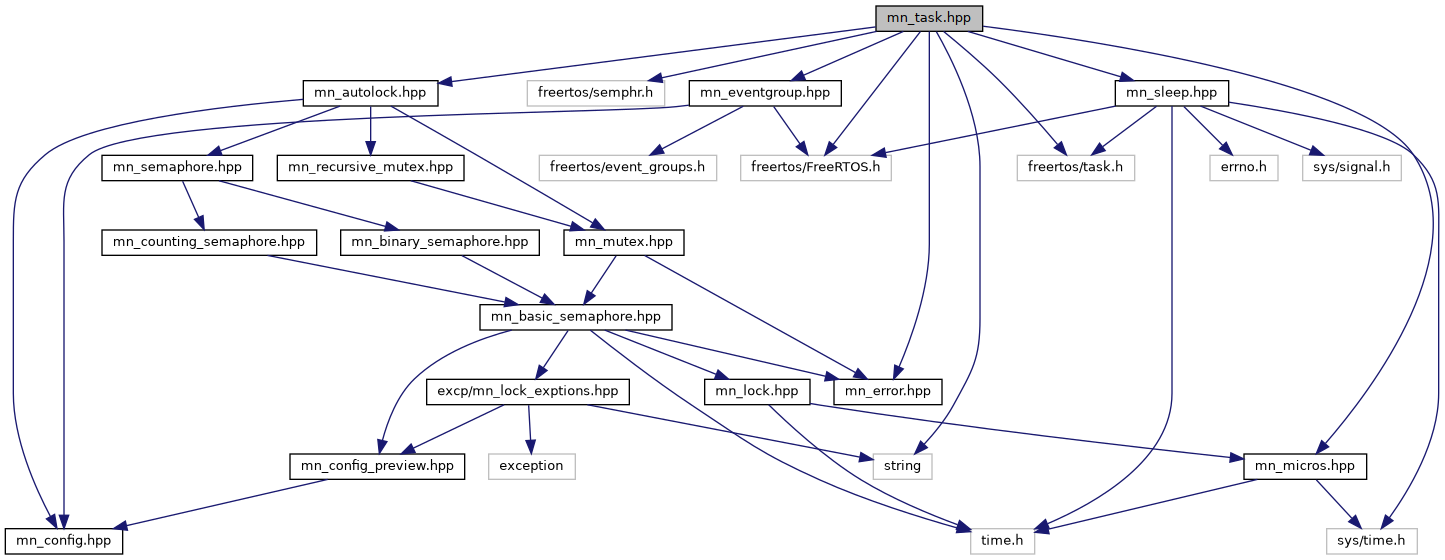 mn_task.hpp
mn_autolock.hpp
freertos/semphr.h
mn_eventgroup.hpp
mn_sleep.hpp
mn_semaphore.hpp
mn_recursive_mutex.hpp
freertos/event_groups.h
freertos/FreeRTOS.h
freertos/task.h
errno.h
sys/signal.h
mn_counting_semaphore.hpp
mn_binary_semaphore.hpp
mn_mutex.hpp
mn_basic_semaphore.hpp
excp/mn_lock_exptions.hpp
mn_lock.hpp
mn_error.hpp
mn_config_preview.hpp
exception
string
mn_micros.hpp
mn_config.hpp
time.h
sys/time.h